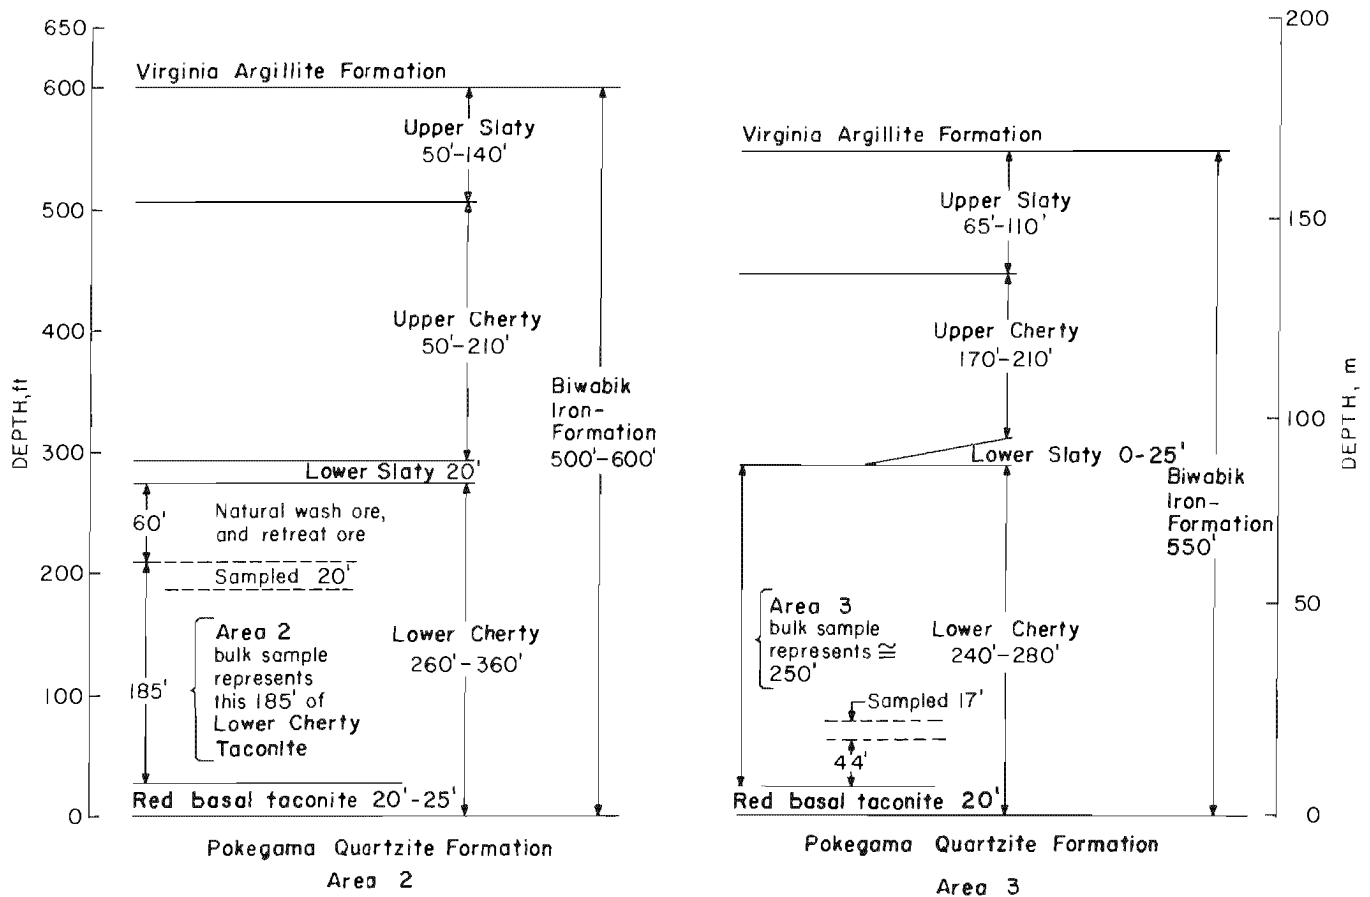 650
600
500
400
300
200
100
0
DEPTH, ft
Virginia Argillite Formation
Upper Slaty
50'-140'
Upper Cherty
50'-210'
Biwabik
Iron-
Formation
500'-600'
Lower Slaty 20'
60'
Natural wash ore,
and retreat ore
Sampled 20'
185'
Area 2
bulk sample
represents
this 185' of
Lower Cherty
Taconite
Lower Cherty
260'-360'
Red basal taconite 20'-25'
Pokegama Quartzite Formation
Area 2
Virginia Argillite Formation
Upper Slaty
65'-110'
Upper Cherty
170'-210'
Lower Slaty 0-25'
Biwabik
Iron-
Formation
550'
Area 3
bulk sample
represents ≅
250'
Lower Cherty
240'-280'
Sampled 17'
44'
Red basal taconite 20'
Pokegama Quartzite Formation
Area 3
200
150
100
50
0
DEPTH, m